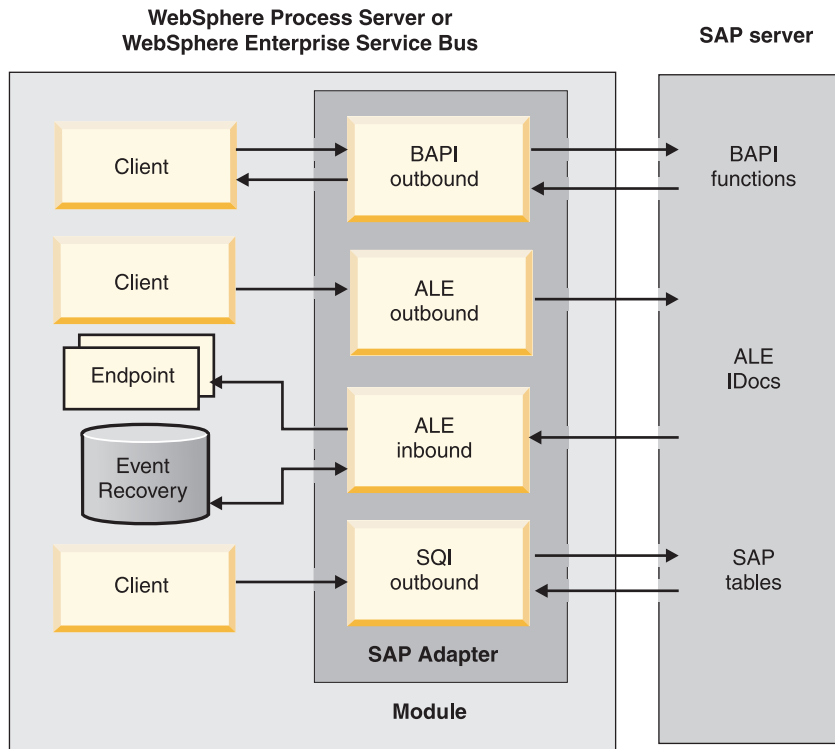 WebSphere Process Server or
WebSphere Enterprise Service Bus
SAP server
Client
BAPI
outbound
BAPI
functions
Client
ALE
outbound
Endpoint
ALE
IDocs
ALE
inbound
Event
Recovery
Client
SQI
outbound
SAP
tables
SAP Adapter
Module